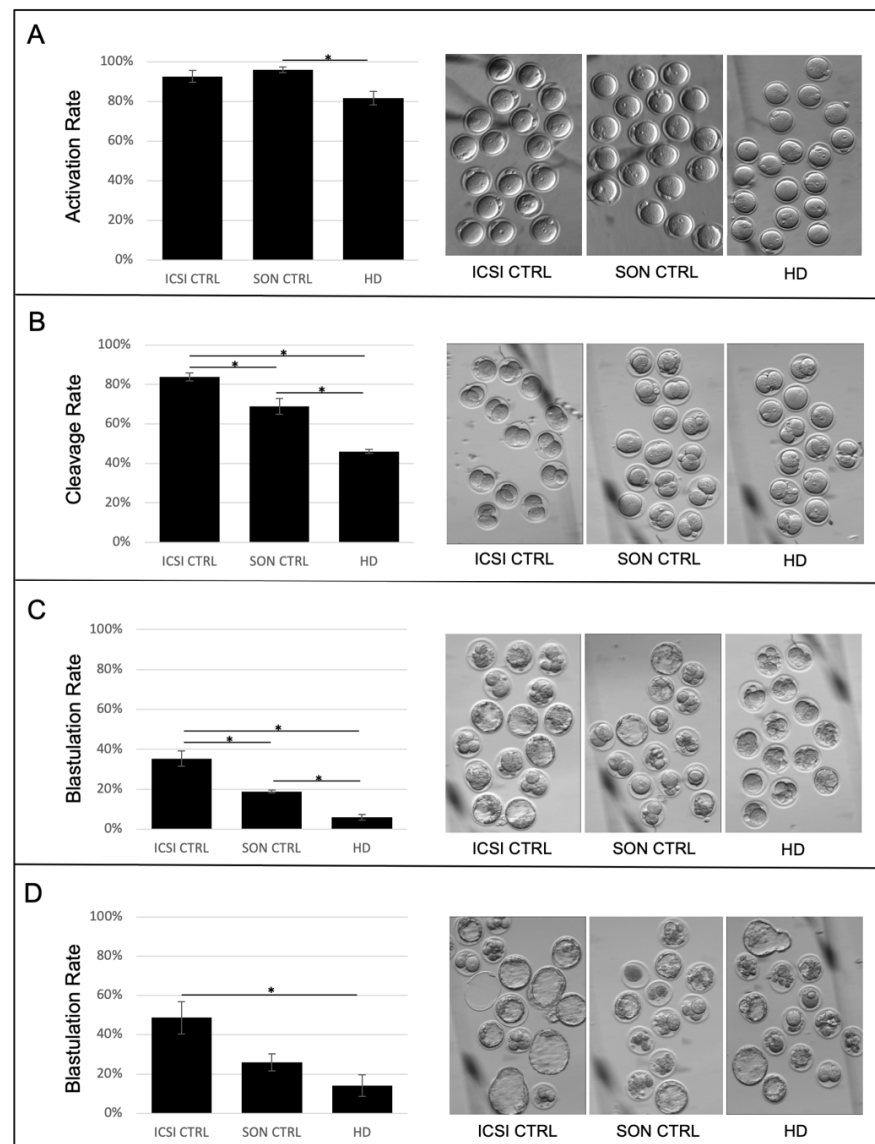 A
Activation Rate
100%
80%
60%
40%
20%
0%
*
ICSI CTRL SON CTRL HD
ICSI CTRL SON CTRL HD
B
Cleavage Rate
100%
80%
60%
40%
20%
0%
*
* *
ICSI CTRL SON CTRL HD
ICSI CTRL SON CTRL HD
C
Blastulation Rate
100%
80%
60%
40%
20%
0%
*
*
*
ICSI CTRL SON CTRL HD
ICSI CTRL SON CTRL HD
D
Blastulation Rate
100%
80%
60%
40%
20%
0%
*
ICSI CTRL SON CTRL HD
ICSI CTRL SON CTRL HD